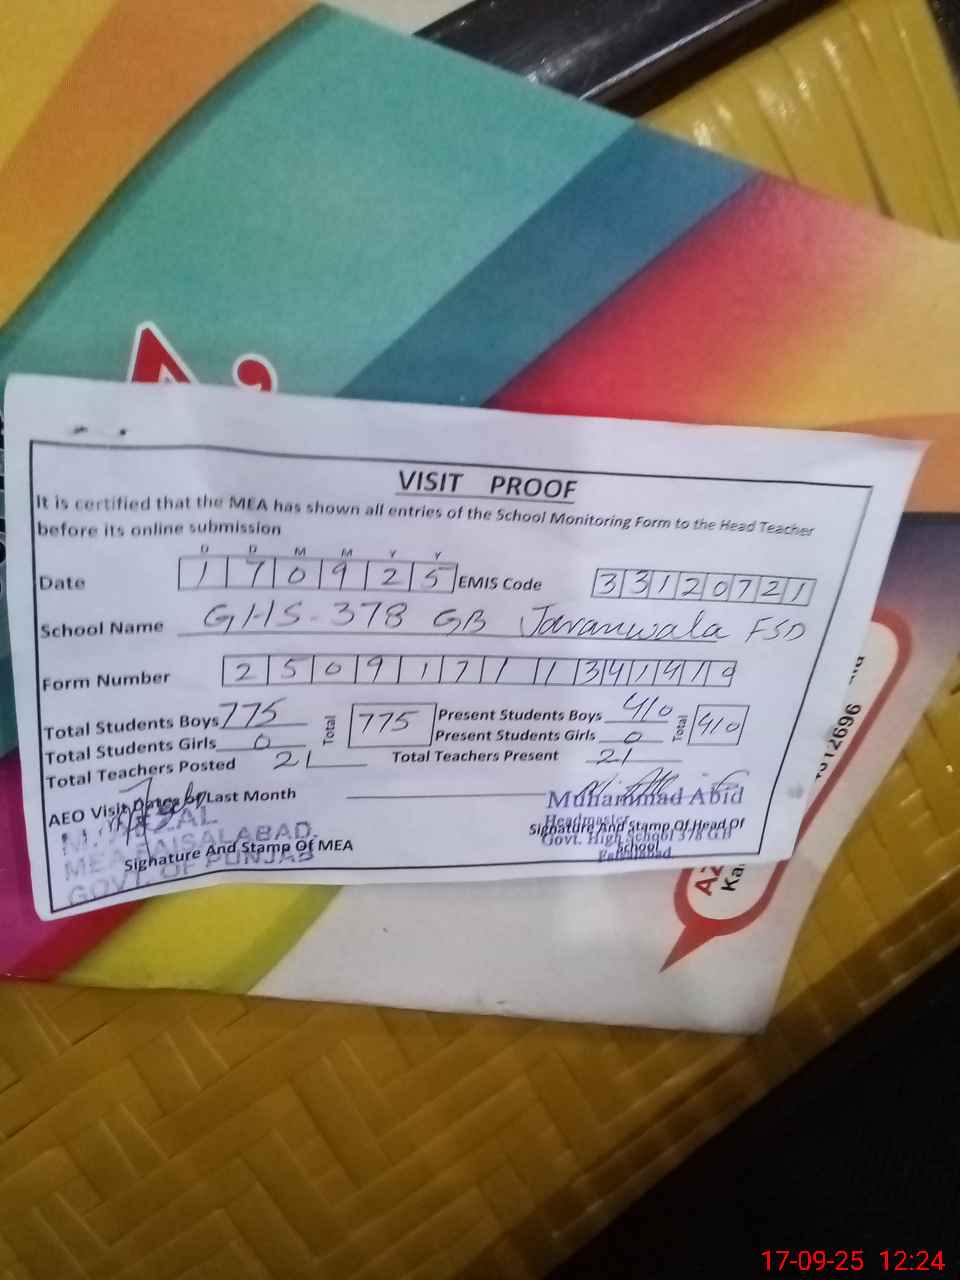 VISIT PROOF
It is certified that the MEA has shown all entries of the School Monitoring Form to the Head Teacher
before its online submission
D D M M Y Y
Date 1 7 0 9 2 5 EMIS Code 3 3 1 2 0 7 2 1
School Name GHS-378 GB Jaranwala FSD
Form Number 2 5 0 9 1 7 1 1 3 4 1 4 1 9
Total Students Boys 775 Total 775 Present Students Boys 410 Total 410
Total Students Girls 0 Present Students Girls 0
Total Teachers Posted 21 Total Teachers Present 21
AEO Visit Dates by Last Month
Muhammad Abid
Headmaster
Govt. High School 378 G.B
Faisalabad
Signature And Stamp Of Head Of
School
MEA FAISALABAD.
GOVT. OF PUNJAB
Signature And Stamp Of MEA
12696
17-09-25 12:24